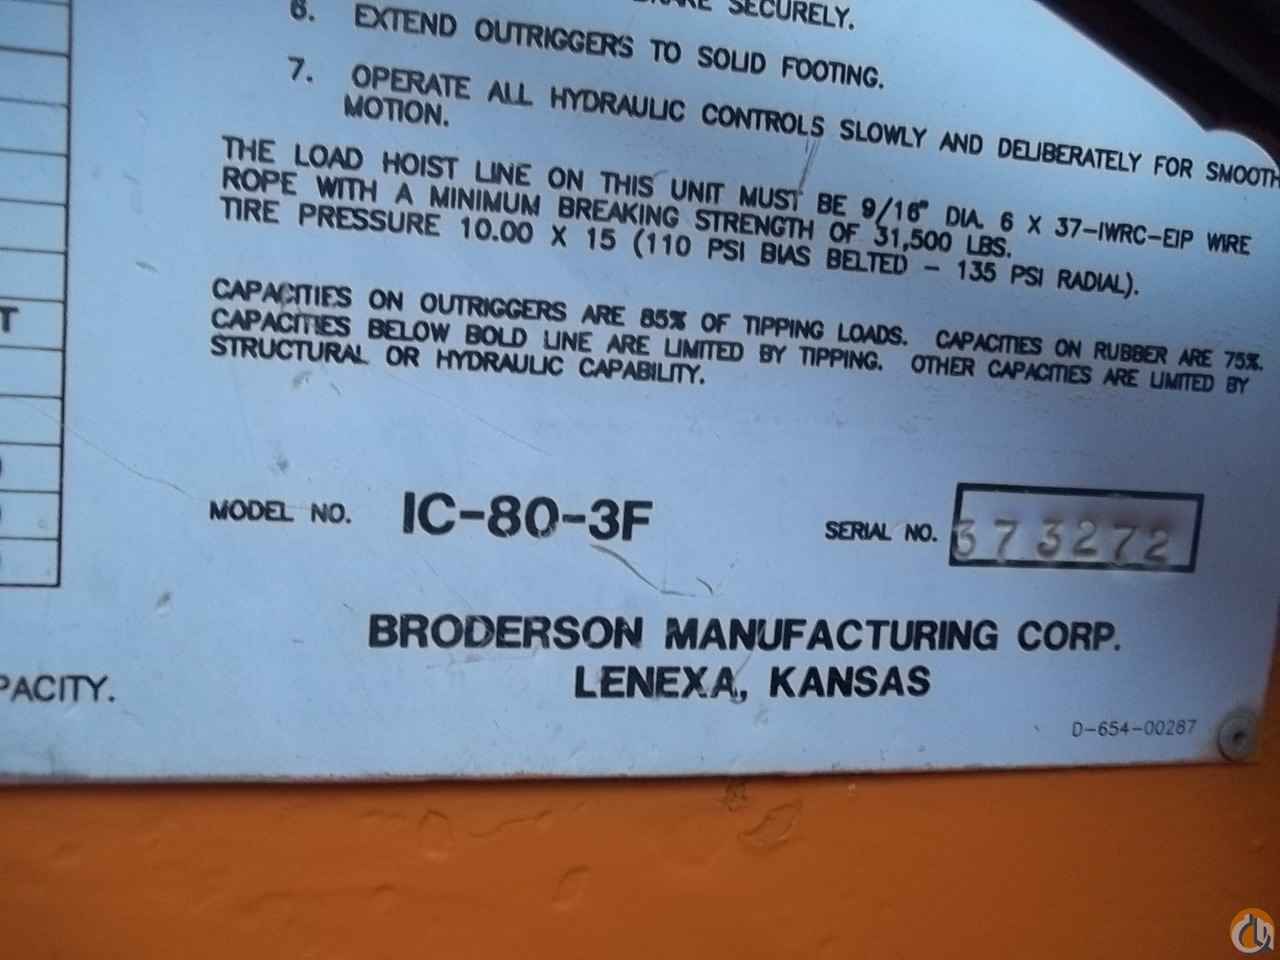 SECURELY.
6. EXTEND OUTRIGGERS TO SOLID FOOTING.
7. OPERATE ALL HYDRAULIC CONTROLS SLOWLY AND DELIBERATELY FOR SMOOTH
MOTION.
THE LOAD HOIST LINE ON THIS UNIT MUST BE 9/16" DIA. 6 X 37-IWRC-EIP WIRE
ROPE WITH A MINIMUM BREAKING STRENGTH OF 31,500 LBS.
TIRE PRESSURE 10.00 X 15 (110 PSI BIAS BELTED - 135 PSI RADIAL).
CAPACITIES ON OUTRIGGERS ARE 85% OF TIPPING LOADS. CAPACITIES ON RUBBER ARE 75%.
CAPACITIES BELOW BOLD LINE ARE LIMITED BY TIPPING. OTHER CAPACITIES ARE LIMITED BY
STRUCTURAL OR HYDRAULIC CAPABILITY.
T
MODEL NO. IC-80-3F
SERIAL NO. 373272
BRODERSON MANUFACTURING CORP.
LENEXA, KANSAS
PACITY.
D-654-00287